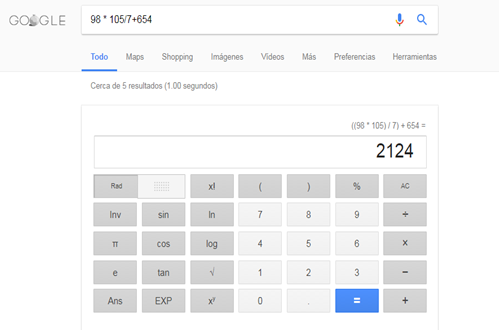 GOOGLE
98 * 105/7+654
Todo Maps Shopping Imágenes Vídeos Más Preferencias Herramientas
Cerca de 5 resultados (1.00 segundos)
((98 * 105) / 7) + 654 =
2124
Rad x! ( ) % AC
Inv sin ln 7 8 9 ÷
π cos log 4 5 6 x
e tan √ 1 2 3 −
Ans EXP xʸ 0 . = +